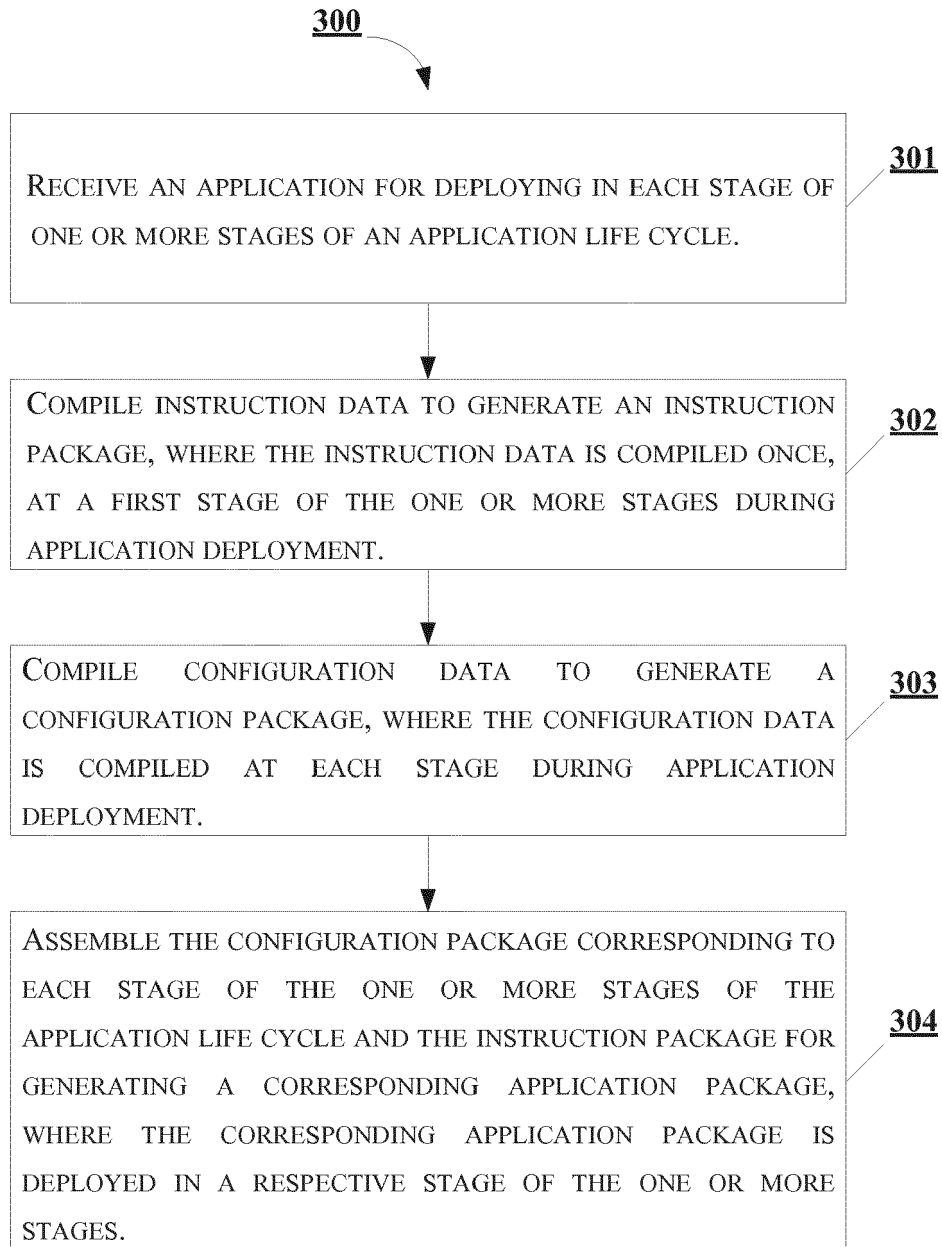 300
301
RECEIVE AN APPLICATION FOR DEPLOYING IN EACH STAGE OF
ONE OR MORE STAGES OF AN APPLICATION LIFE CYCLE.
302
COMPILE INSTRUCTION DATA TO GENERATE AN INSTRUCTION
PACKAGE, WHERE THE INSTRUCTION DATA IS COMPILED ONCE,
AT A FIRST STAGE OF THE ONE OR MORE STAGES DURING
APPLICATION DEPLOYMENT.
303
COMPILE CONFIGURATION DATA TO GENERATE A
CONFIGURATION PACKAGE, WHERE THE CONFIGURATION DATA
IS COMPILED AT EACH STAGE DURING APPLICATION
DEPLOYMENT.
304
ASSEMBLE THE CONFIGURATION PACKAGE CORRESPONDING TO
EACH STAGE OF THE ONE OR MORE STAGES OF THE
APPLICATION LIFE CYCLE AND THE INSTRUCTION PACKAGE FOR
GENERATING A CORRESPONDING APPLICATION PACKAGE,
WHERE THE CORRESPONDING APPLICATION PACKAGE IS
DEPLOYED IN A RESPECTIVE STAGE OF THE ONE OR MORE
STAGES.